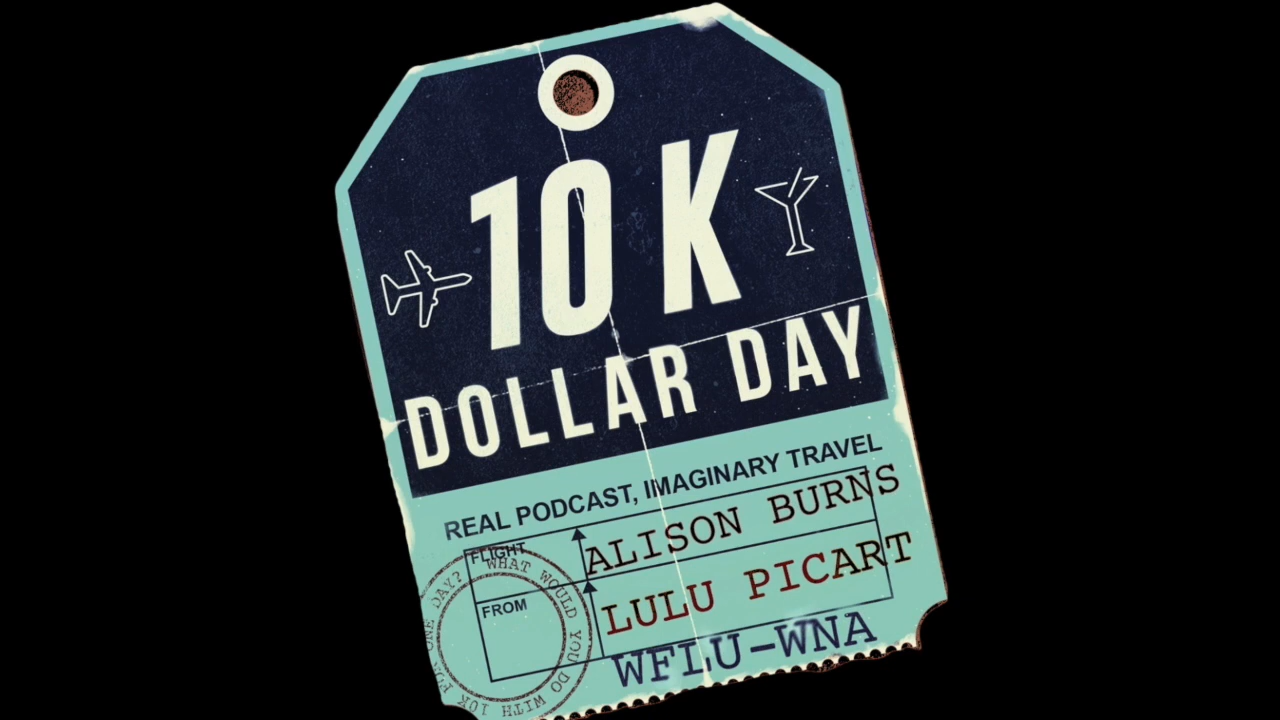 10 K
DOLLAR DAY
REAL PODCAST, IMAGINARY TRAVEL
FLIGHT
ALISON BURNS
FROM
LULU PICART
WFLU-WNA
WHAT WOULD YOU DO WITH 10K FOR ONE DAY?